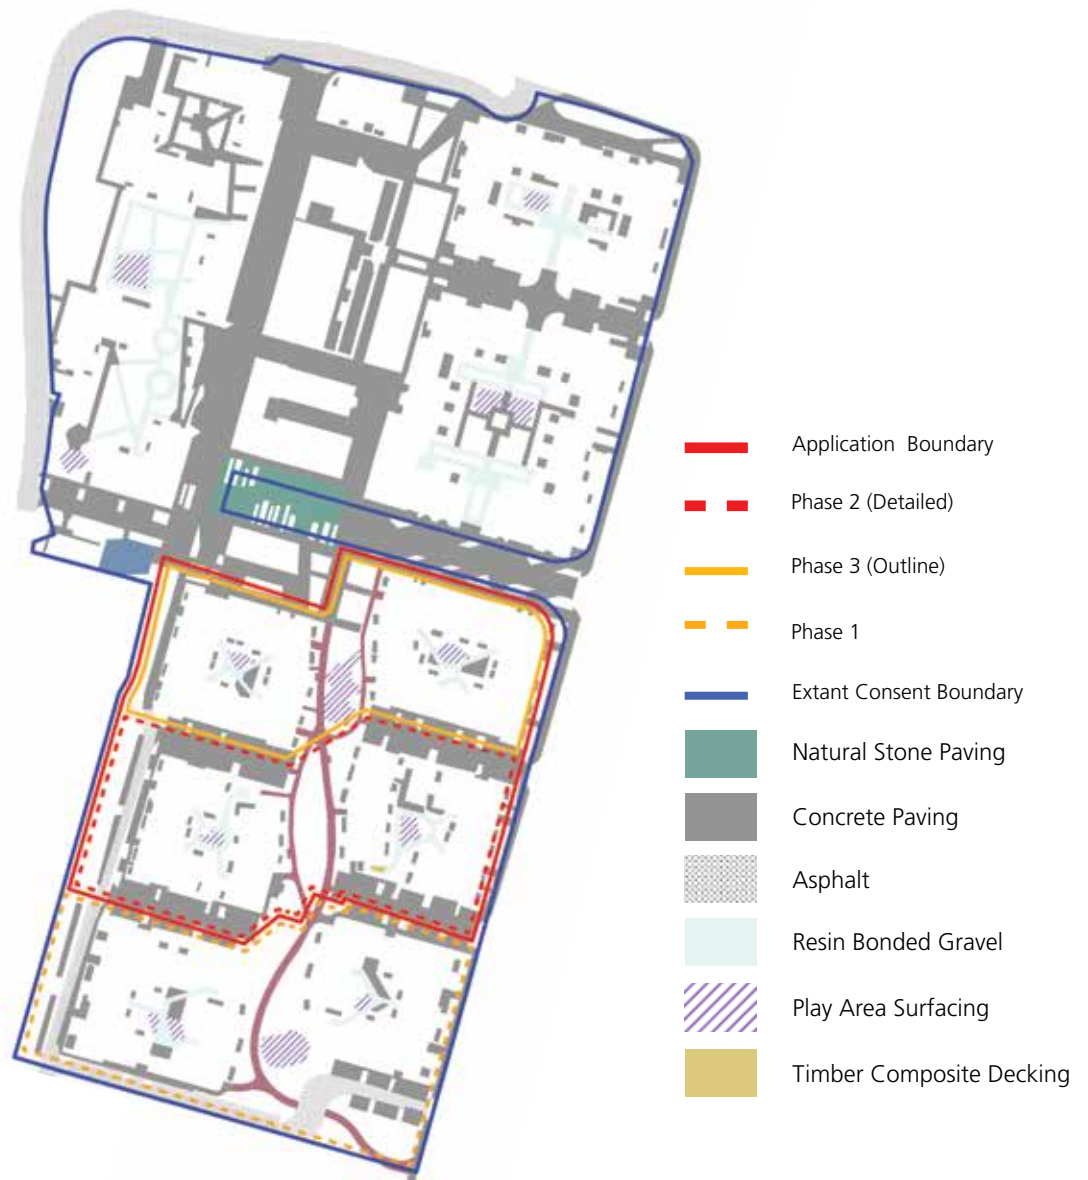 Application Boundary
Phase 2 (Detailed)
Phase 3 (Outline)
Phase 1
Extant Consent Boundary
Natural Stone Paving
Concrete Paving
Asphalt
Resin Bonded Gravel
Play Area Surfacing
Timber Composite Decking